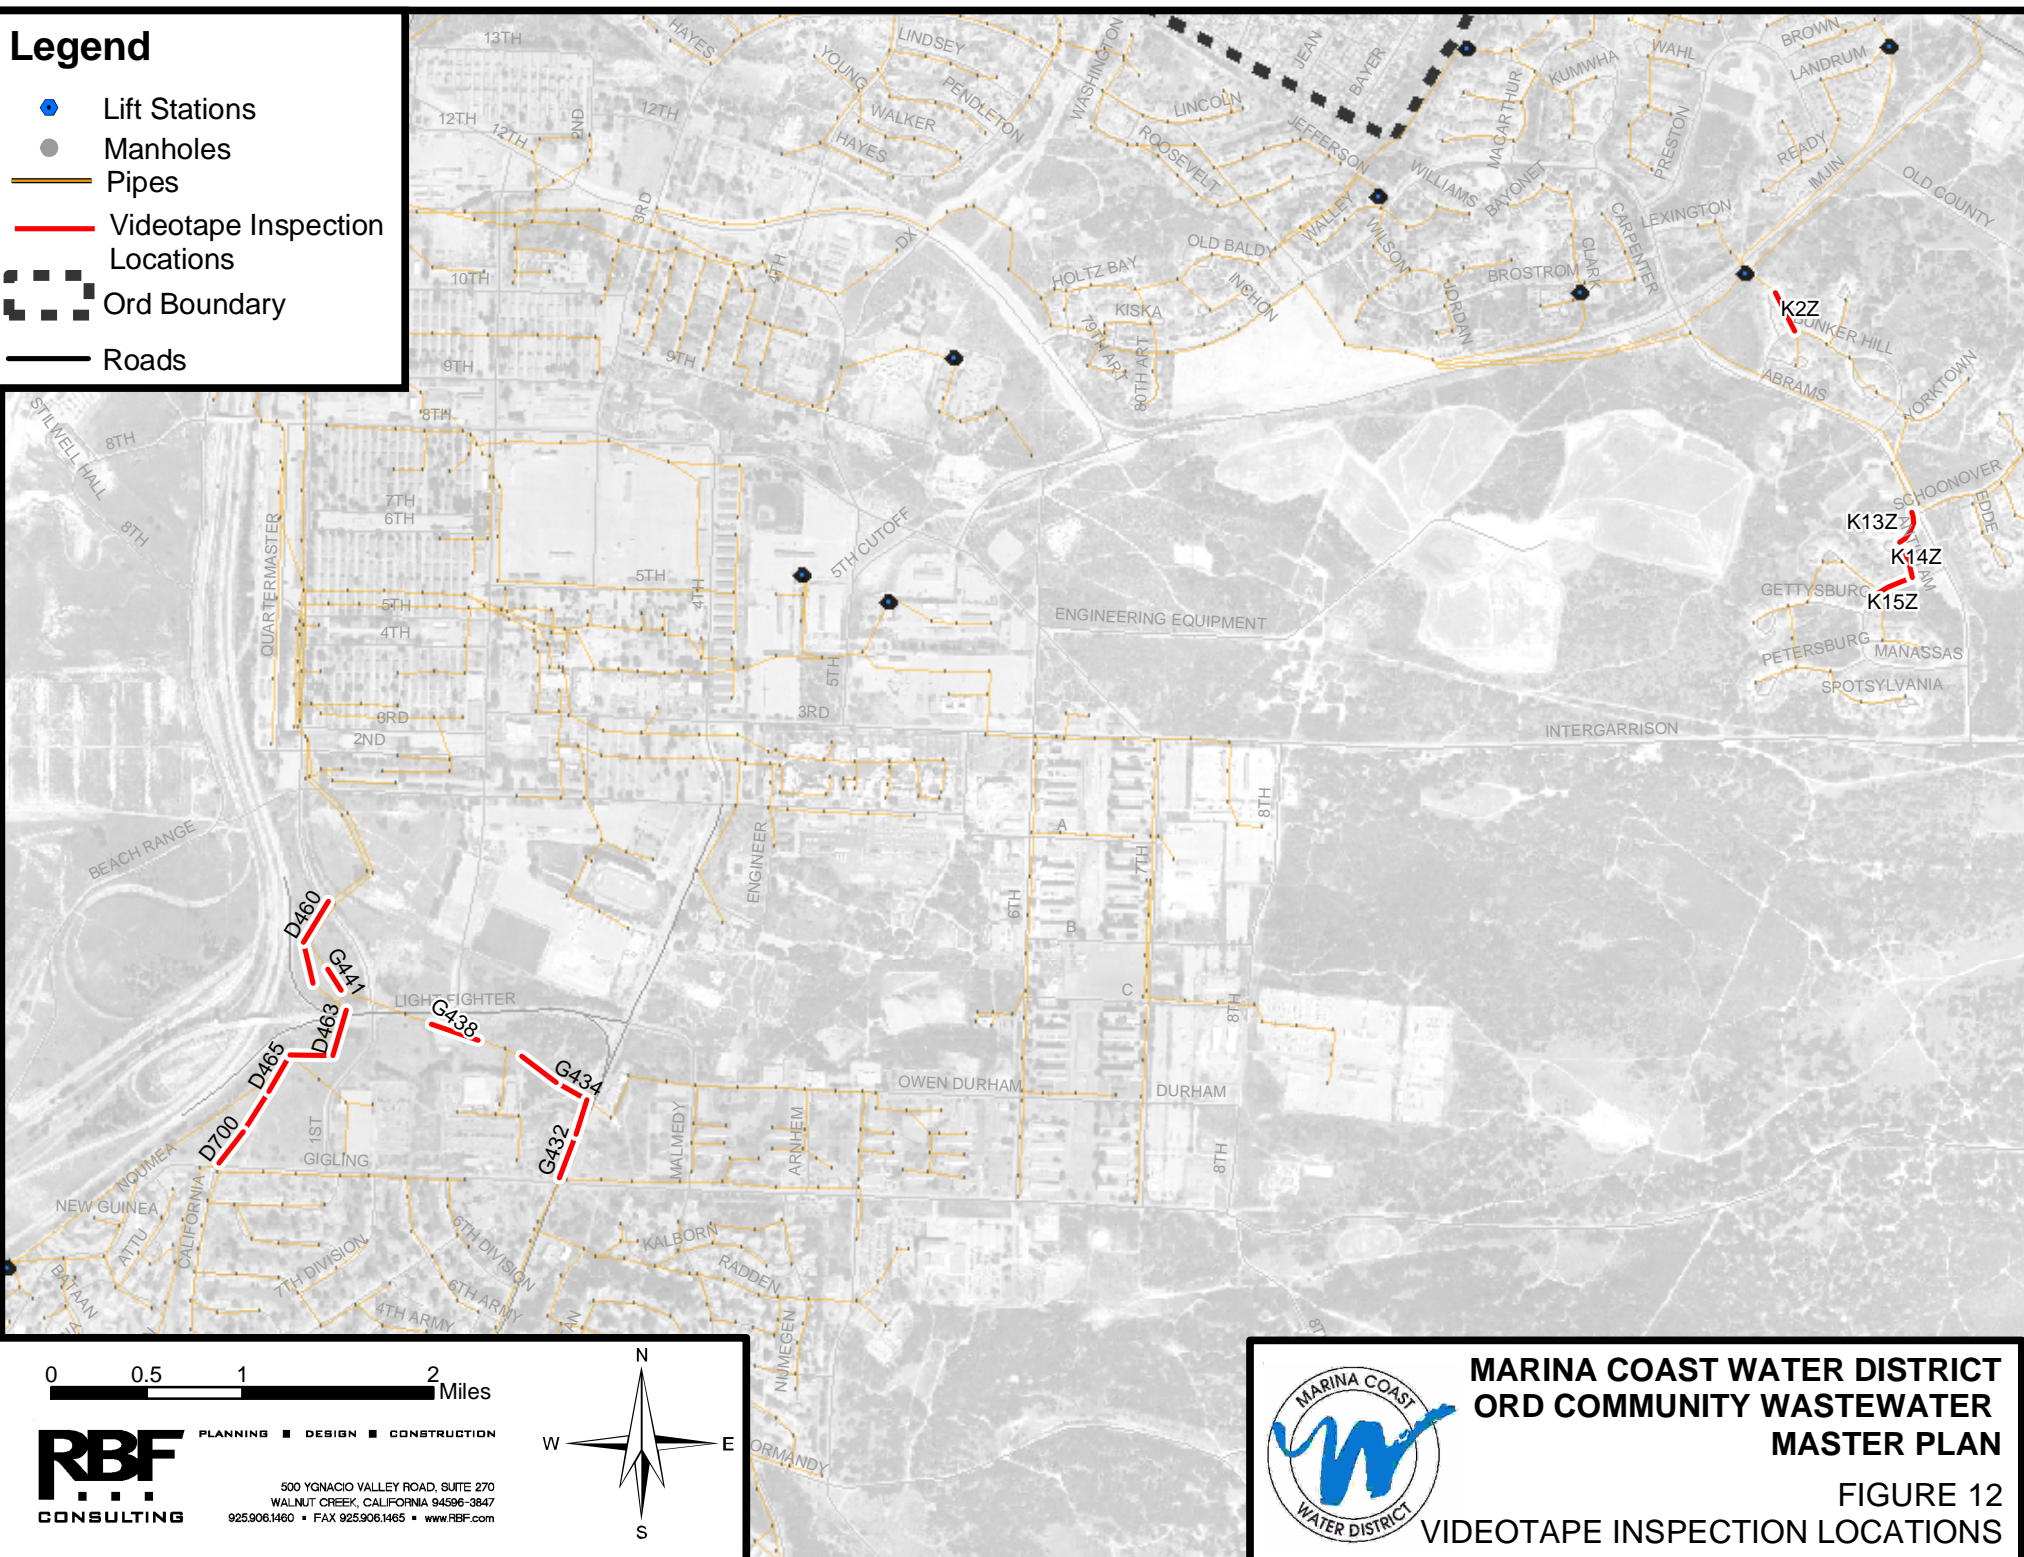 Legend
Lift Stations
Manholes
Pipes
Videotape Inspection
Locations
Ord Boundary
Roads
13TH
HAYES
LINDSEY
YOUNG
WASHINGTON
JEAN
BAYER
WAHL
BROWN
KUMWHA
LANDRUM
PENDLETON
WALKER
HAYES
LINCOLN
MACARTHUR
12TH
12TH
2ND
12TH
ROOSEVELT
JEFFERSON
PRESTON
READY
IMJIN
OLD COUNTY
WILLIAMS
BAYONET
3RD
DX
4TH
WALLEY
WILSON
CARPENTER
LEXINGTON
OLD BALDY
HOLTZ BAY
INCHON
CLARK
BROSTROM
JORDAN
10TH
KISKA
79TH ART
80TH ART
K2Z
BUNKER HILL
9TH
9TH
ABRAMS
YORKTOWN
8TH
STILWELL HALL
8TH
8TH
7TH
6TH
QUARTERMASTER
5TH CUTOFF
SCHOONOVER
EDDE
K13Z
K14Z
K15Z
GETTYSBURG
5TH
4TH
5TH
4TH
ENGINEERING EQUIPMENT
PETERSBURG
MANASSAS
SPOTSYLVANIA
5TH
3RD
3RD
2ND
INTERGARRISON
BEACH RANGE
ENGINEER
8TH
A
7TH
6TH
B
C
8TH
D460
G441
LIGHT FIGHTER
G438
D463
D465
G434
OWEN DURHAM
DURHAM
D700
1ST
GIGLING
G432
MALMEDY
ARNHEM
8TH
NOUMEA
NEW GUINEA
ATTU
CALIFORNIA
BATAAN
7TH DIVISION
6TH DIVISION
6TH ARMY
4TH ARMY
KALBORN
RADDEN
NIJMEGEN
ORMANDY
0 0.5 1 2
Miles
RBF
CONSULTING
PLANNING ■ DESIGN ■ CONSTRUCTION
500 YGNACIO VALLEY ROAD, SUITE 270
WALNUT CREEK, CALIFORNIA 94596-3847
925.906.1460 ▪ FAX 925.906.1465 ▪ www.RBF.com
N
W E
S
MARINA COAST
WATER DISTRICT
MARINA COAST WATER DISTRICT
ORD COMMUNITY WASTEWATER
MASTER PLAN
FIGURE 12
VIDEOTAPE INSPECTION LOCATIONS